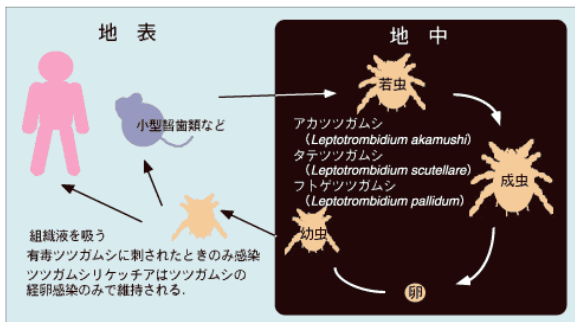 地 表
地 中
若虫
小型齧歯類など
アカツツガムシ
(Leptotrombidium akamushi)
タテツツガムシ
(Leptotrombidium scutellare)
フトゲツツガムシ
(Leptotrombidium pallidum)
成虫
幼虫
卵
組織液を吸う
有毒ツツガムシに刺されたときのみ感染
ツツガムシリケッチアはツツガムシの
経卵感染のみで維持される.